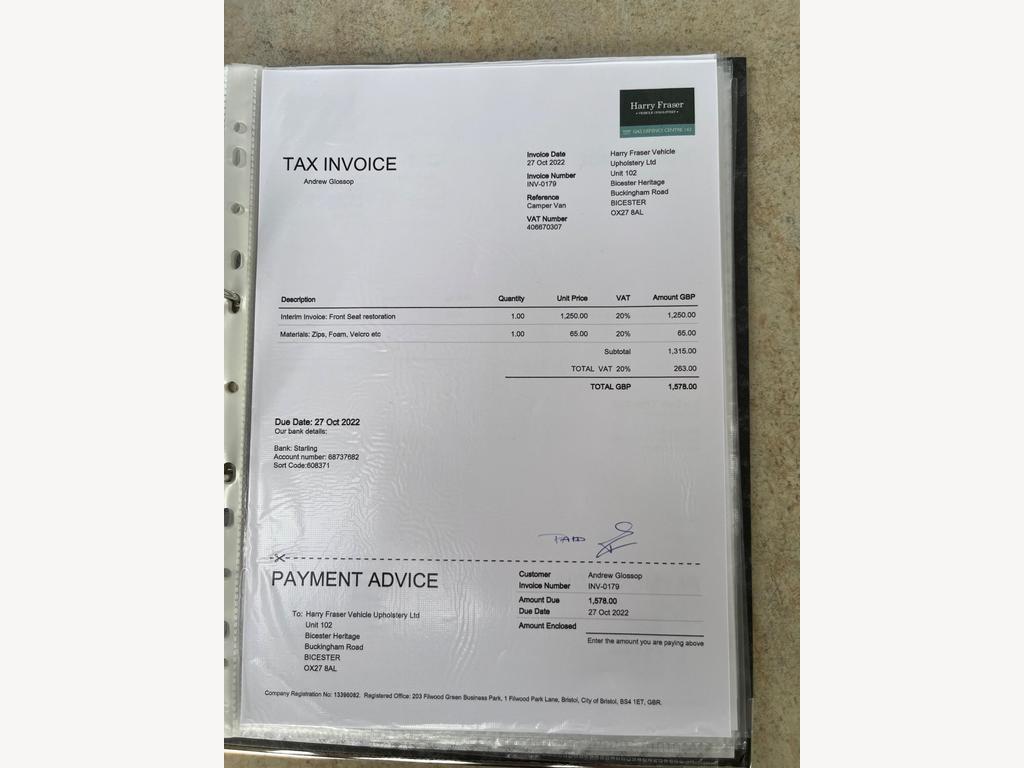 Harry Fraser
• VEHICLE UPHOLSTERY •
TAX INVOICE
Andrew Glossop
Invoice Date
27 Oct 2022
Invoice Number
INV-0179
Reference
Camper Van
VAT Number
406670307
Harry Fraser Vehicle
Upholstery Ltd
Unit 102
Bicester Heritage
Buckingham Road
BICESTER
OX27 8AL
Description Quantity Unit Price VAT Amount GBP
Interim Invoice: Front Seat restoration 1.00 1,250.00 20% 1,250.00
Materials: Zips, Foam, Velcro etc 1.00 65.00 20% 65.00
Subtotal 1,315.00
TOTAL VAT 20% 263.00
TOTAL GBP 1,578.00
Due Date: 27 Oct 2022
Our bank details:
Bank: Starling
Account number: 68737682
Sort Code:608371
PAID
PAYMENT ADVICE
To: Harry Fraser Vehicle Upholstery Ltd
Unit 102
Bicester Heritage
Buckingham Road
BICESTER
OX27 8AL
Customer Andrew Glossop
Invoice Number INV-0179
Amount Due 1,578.00
Due Date 27 Oct 2022
Amount Enclosed
Enter the amount you are paying above
Company Registration No: 13396082. Registered Office: 203 Filwood Green Business Park, 1 Filwood Park Lane, Bristol, City of Bristol, BS4 1ET, GBR.